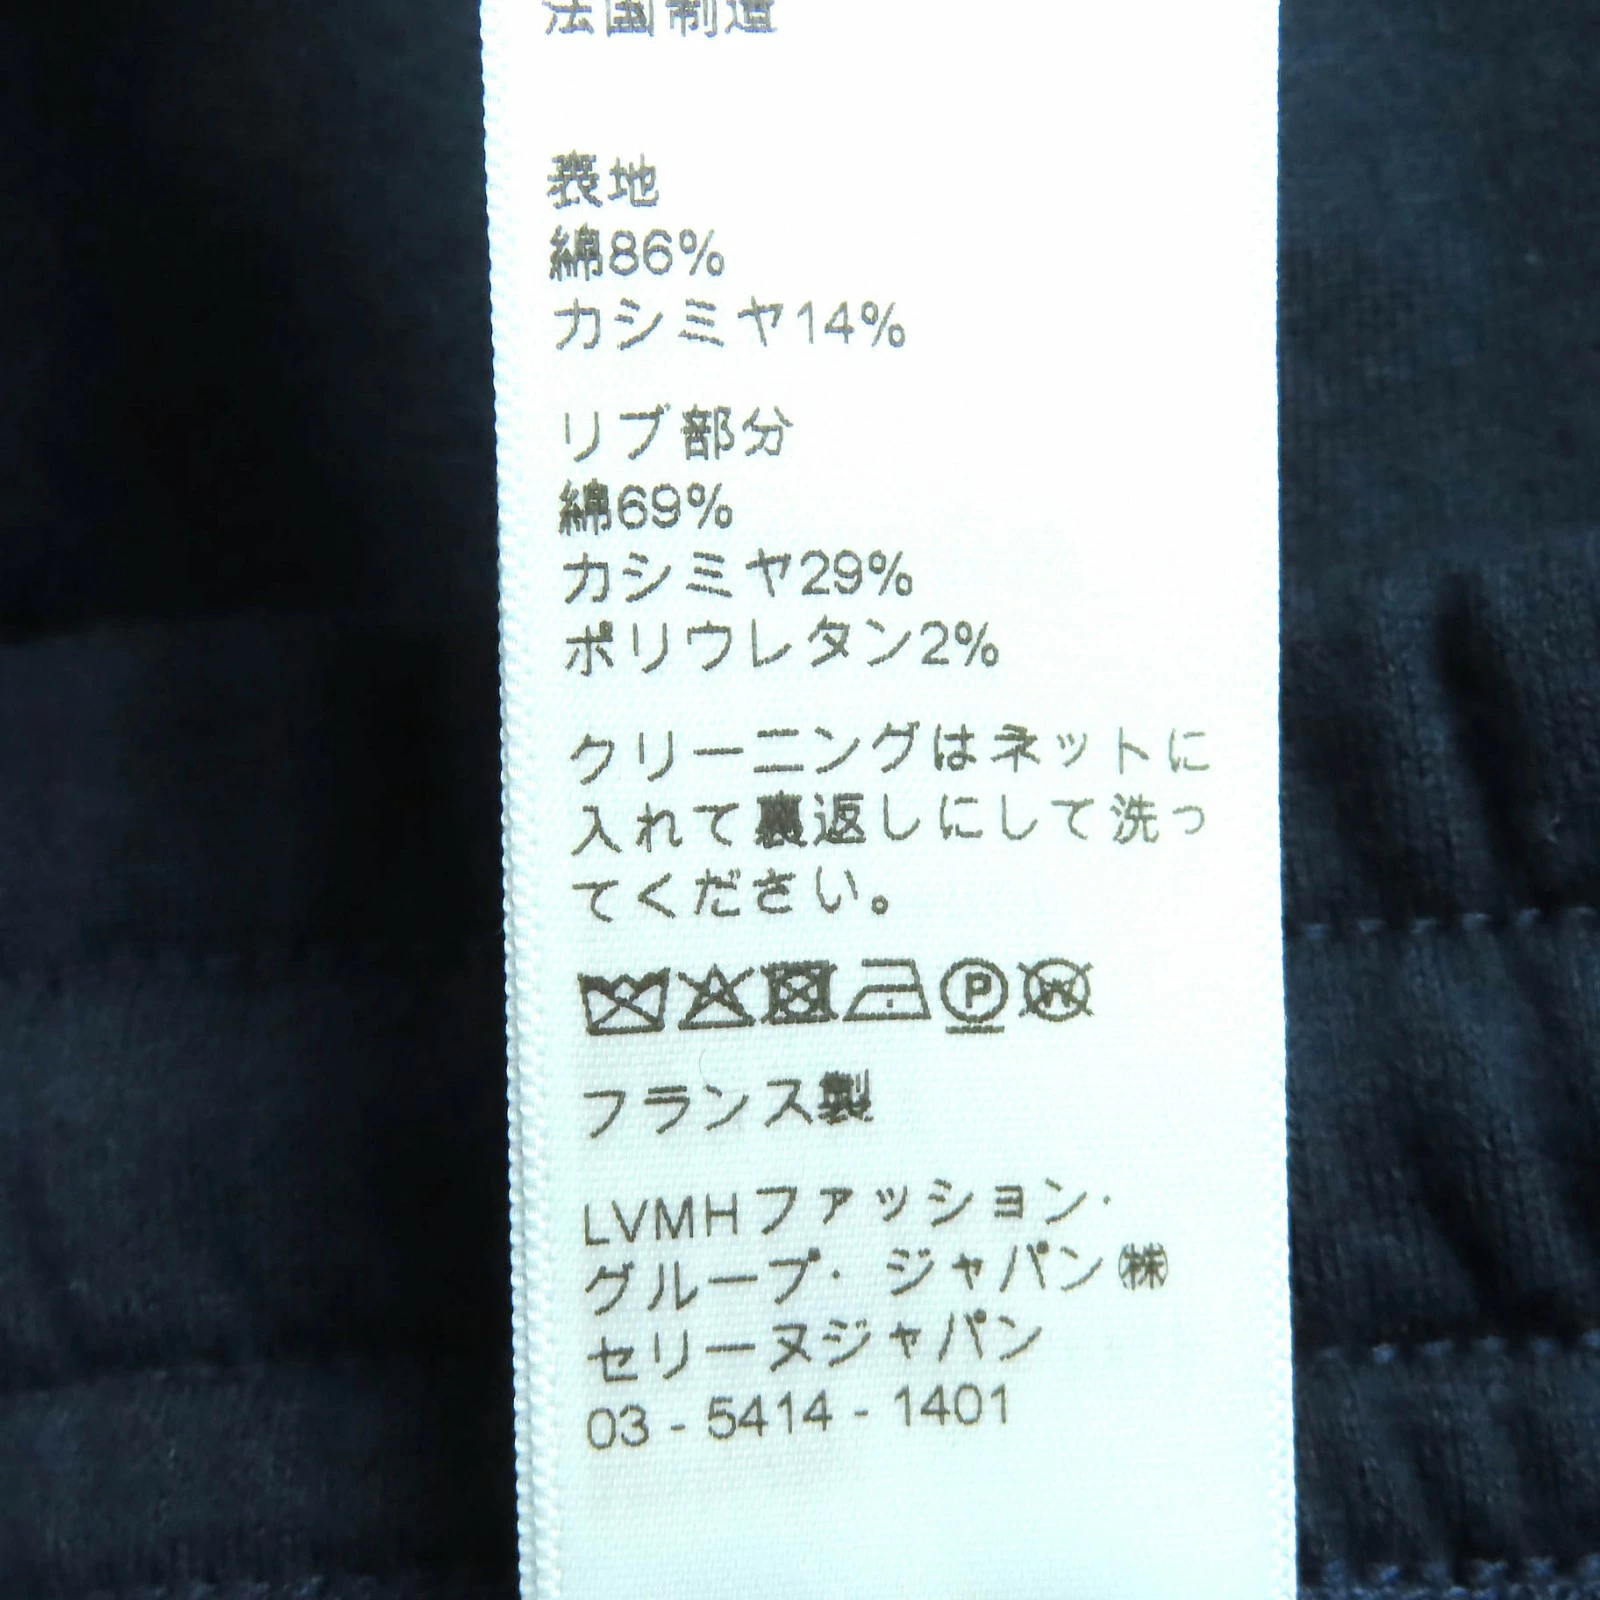 法国制造
表地
綿86%
カシミヤ14%
リブ部分
綿69%
カシミヤ29%
ポリウレタン2%
クリーニングはネットに
入れて裏返しにして洗っ
てください。
P W
フランス製
LVMHファッション・
グループ・ジャパン㈱
セリーヌジャパン
03 - 5414 - 1401